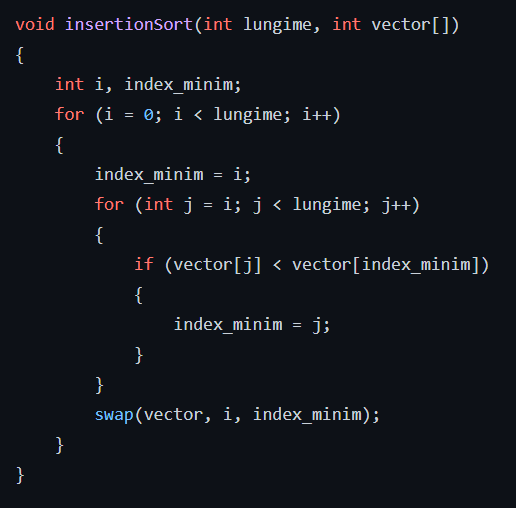 void insertionSort(int lungime, int vector[])
{
    int i, index_minim;
    for (i = 0; i < lungime; i++)
    {
        index_minim = i;
        for (int j = i; j < lungime; j++)
        {
            if (vector[j] < vector[index_minim])
            {
                index_minim = j;
            }
        }
        swap(vector, i, index_minim);
    }
}